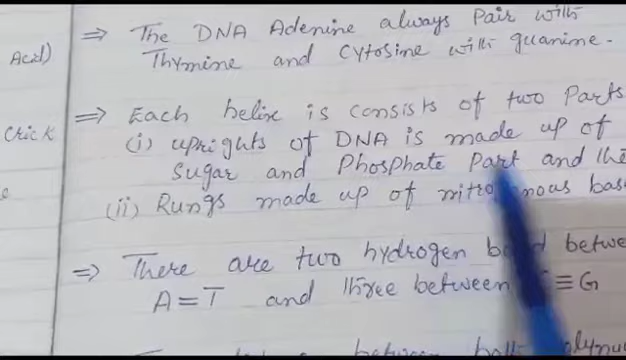 ⇒ The DNA Adenine always Pair with
Acid) Thymine and Cytosine with guanine.
⇒ Each helix is consists of two Parts
Crick (i) uprights of DNA is made up of
Sugar and Phosphate Part and the
(ii) Rungs made up of nitrogenous bas
⇒ There are two hydrogen bond betwe
A=T and three between ≡ G
between